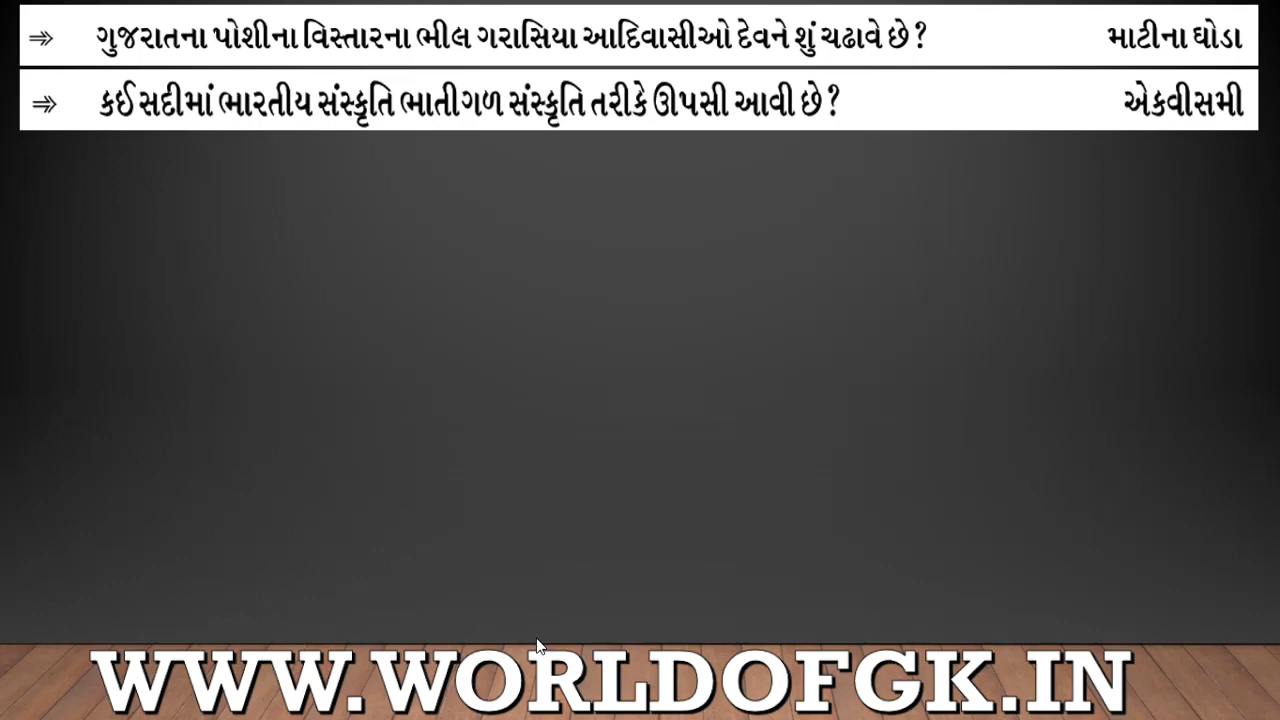 ⇒ ગુજરાતના પોશીના વિસ્તારના ભીલ ગરાસિયા આદિવાસીઓ દેવને શું ચઢાવે છે? માટીના ઘોડા
⇒ કઈ સદીમાં ભારતીય સંસ્કૃતિ ભાતીગળ સંસ્કૃતિ તરીકે ઊપસી આવી છે? એકવીસમી
WWW.WORLDOFGK.IN